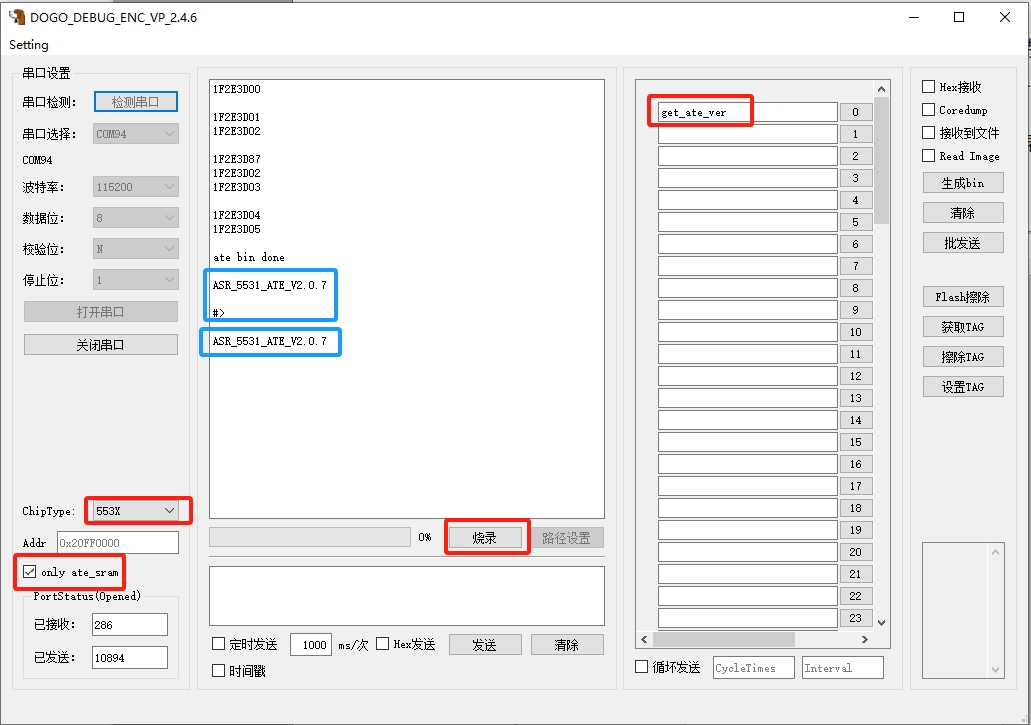 DOGO_DEBUG_ENC_VP_2.4.6
Setting
串口设置
串口检测:
检测串口
串口选择:
COM94
COM94
波特率:
115200
数据位:
8
校验位:
N
停止位:
1
打开串口
关闭串口
ChipType:
553X
Addr
0x20FF0000
only ate_sram
PortStatus(Opened)
已接收:
286
已发送:
10894
1F2E3D00
1F2E3D01
1F2E3D02
1F2E3D87
1F2E3D02
1F2E3D03
1F2E3D04
1F2E3D05
ate bin done
ASR_5531_ATE_V2.0.7
#>
ASR_5531_ATE_V2.0.7
0%
烧录
路径设置
定时发送
1000
ms/次
Hex发送
发送
清除
时间戳
get_ate_ver
0
1
2
3
4
5
6
7
8
9
10
11
12
13
14
15
16
17
18
19
20
21
22
23
循环发送
CycleTimes
Interval
Hex接收
Coredump
接收到文件
Read Image
生成bin
清除
批发送
Flash擦除
获取TAG
擦除TAG
设置TAG